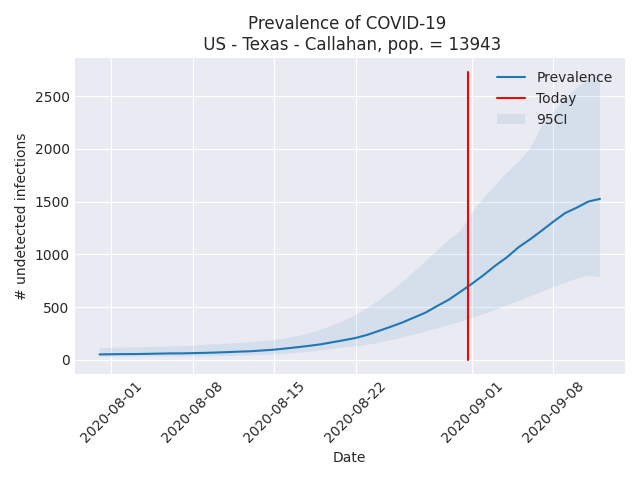 Prevalence of COVID-19
US - Texas - Callahan, pop. = 13943
Prevalence
Today
95CI
# undetected infections
2500
2000
1500
1000
500
0
2020-08-01
2020-08-08
2020-08-15
2020-08-22
2020-09-01
2020-09-08
Date